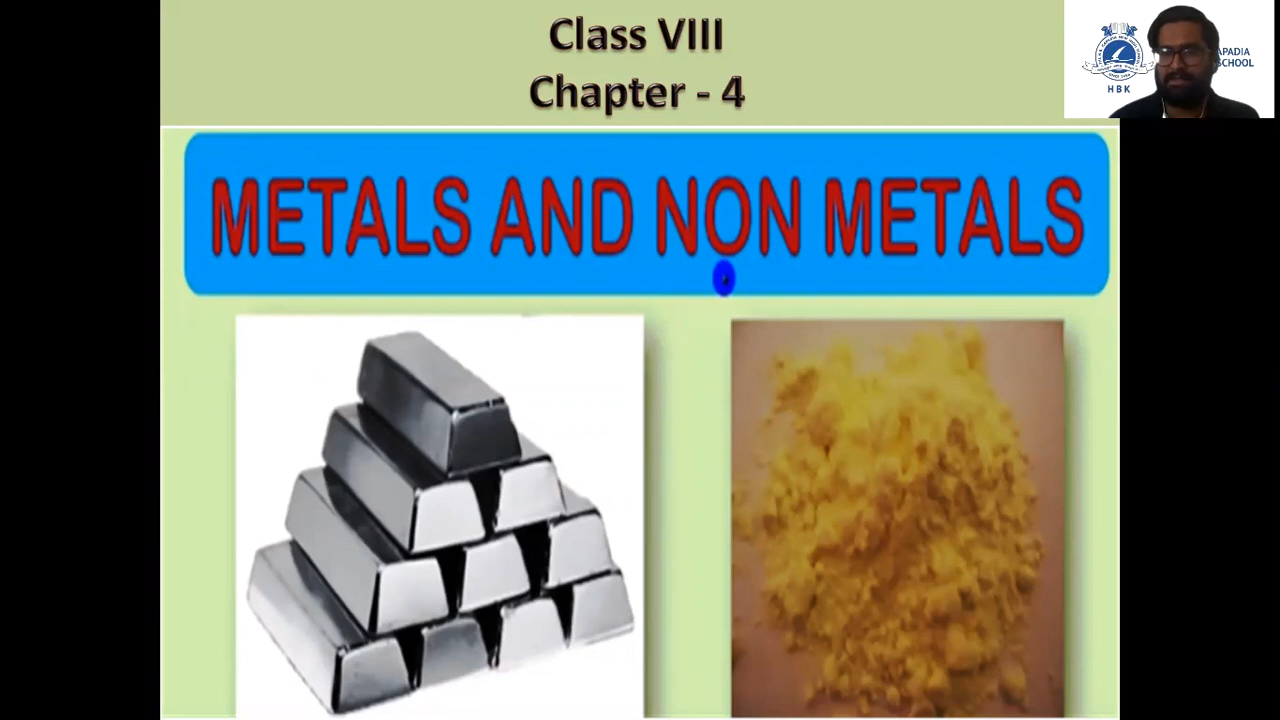 Class VIII
Chapter - 4
METALS AND NON METALS
APADIA
SCHOOL
HBK